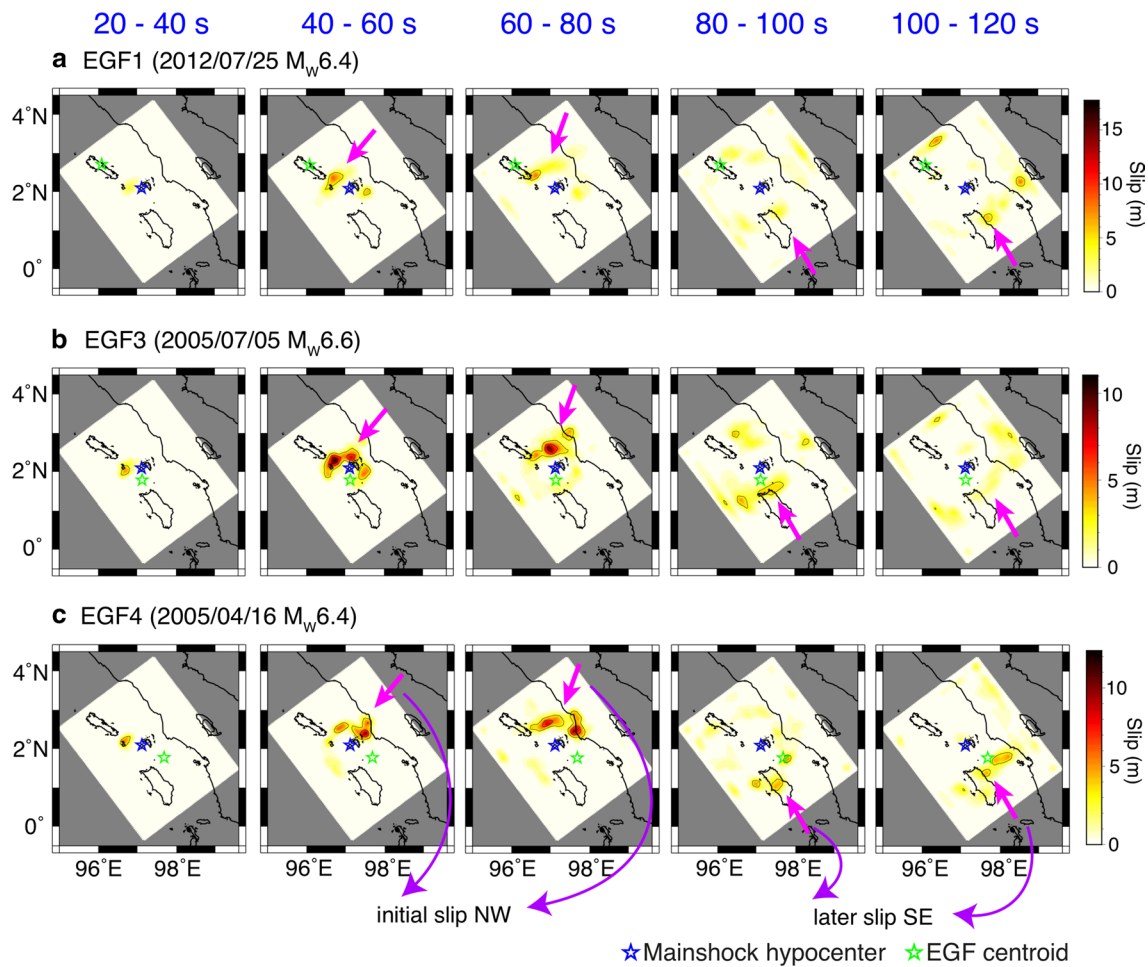 20 - 40 s 40 - 60 s 60 - 80 s 80 - 100 s 100 - 120 s
a EGF1 (2012/07/25 MW6.4)
4°N
2°N
0°
15
10
5
0
Slip (m)
b EGF3 (2005/07/05 MW6.6)
4°N
2°N
0°
10
5
0
Slip (m)
c EGF4 (2005/04/16 MW6.4)
4°N
2°N
0°
10
5
0
Slip (m)
96°E 98°E 96°E 98°E 96°E 98°E 96°E 98°E 96°E 98°E
initial slip NW later slip SE
Mainshock hypocenter EGF centroid